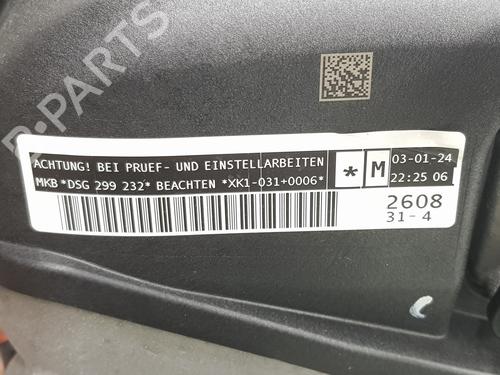 B-PARTS
ACHTUNG! BEI PRUEF- UND EINSTELLARBEITEN
MKB *DSG 299 232* BEACHTEN *XK1-031+0006*
* M
03-01-24
22:25 06
2608
31-4